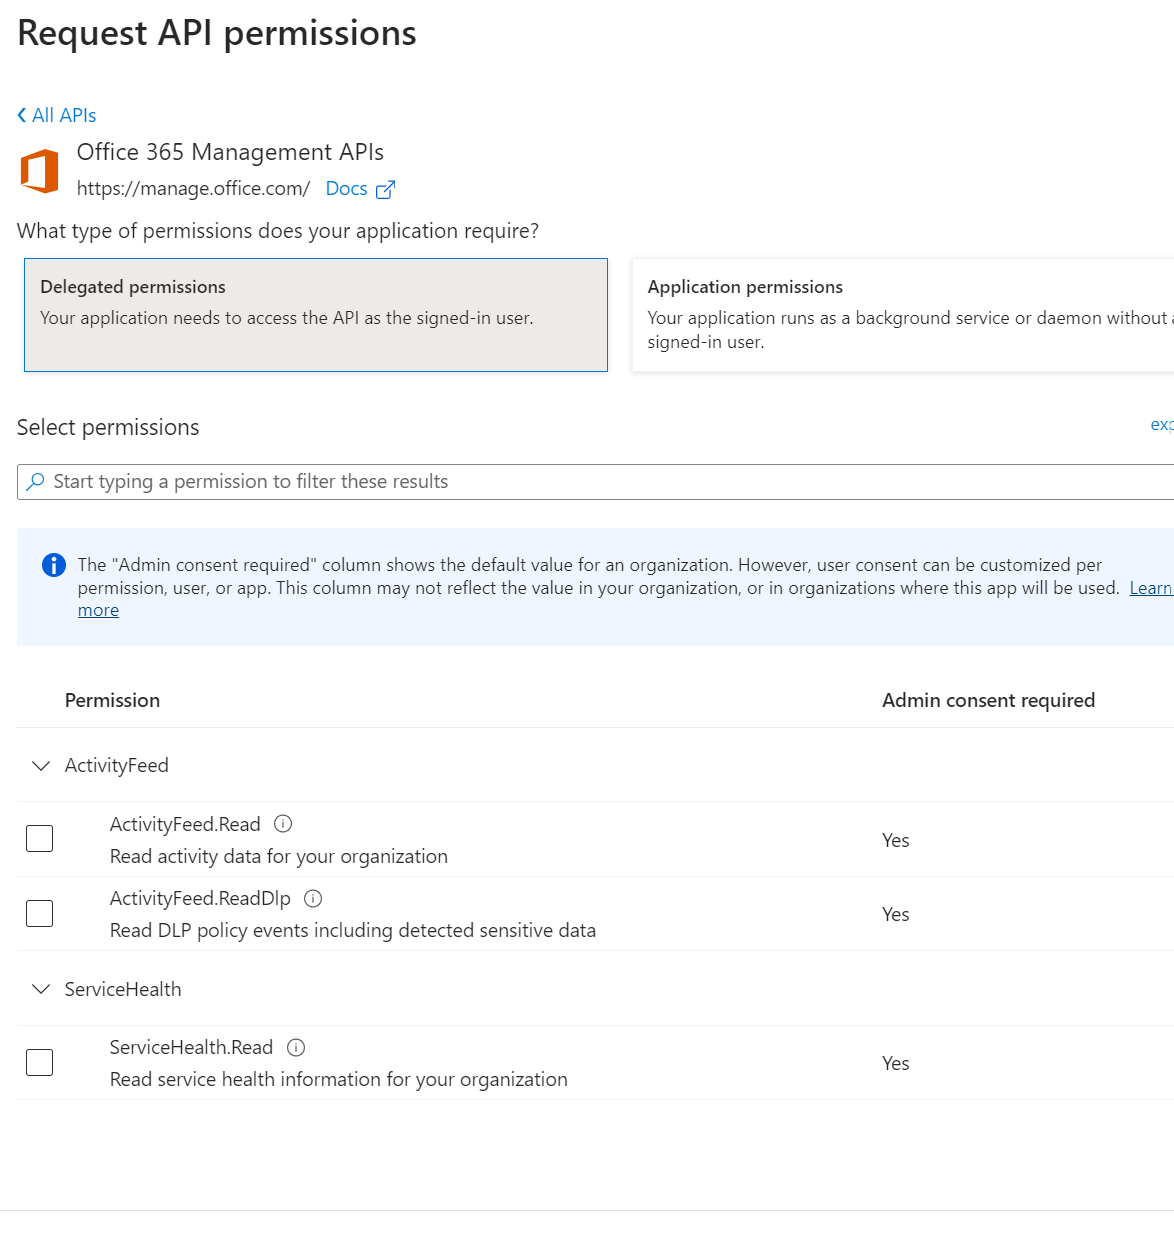 Request API permissions
All APIs
Office 365 Management APIs
https://manage.office.com/ Docs
What type of permissions does your application require?
Delegated permissions
Your application needs to access the API as the signed-in user.
Application permissions
Your application runs as a background service or daemon without a
signed-in user.
Select permissions
exp
Start typing a permission to filter these results
The "Admin consent required" column shows the default value for an organization. However, user consent can be customized per
permission, user, or app. This column may not reflect the value in your organization, or in organizations where this app will be used. Learn
more
Permission Admin consent required
ActivityFeed
ActivityFeed.Read
Read activity data for your organization
Yes
ActivityFeed.ReadDlp
Read DLP policy events including detected sensitive data
Yes
ServiceHealth
ServiceHealth.Read
Read service health information for your organization
Yes